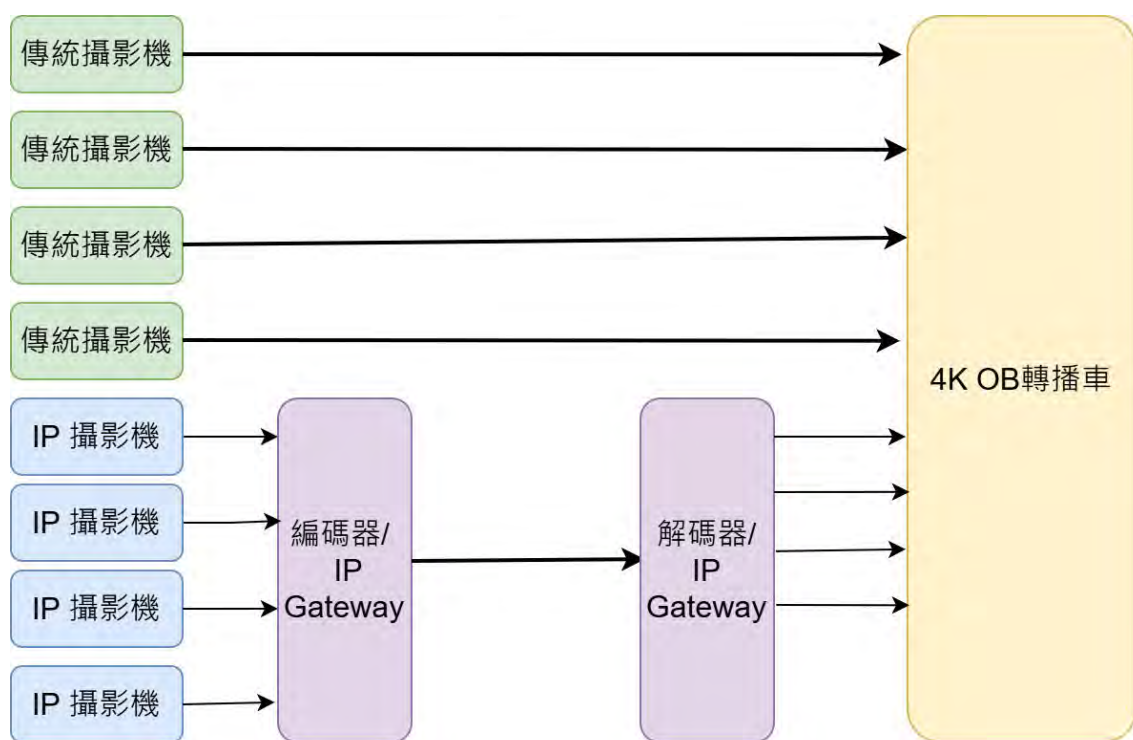 傳統攝影機
傳統攝影機
傳統攝影機
傳統攝影機
4K OB轉播車
IP 攝影機
IP 攝影機
IP 攝影機
IP 攝影機
編碼器/
IP
Gateway
解碼器/
IP
Gateway